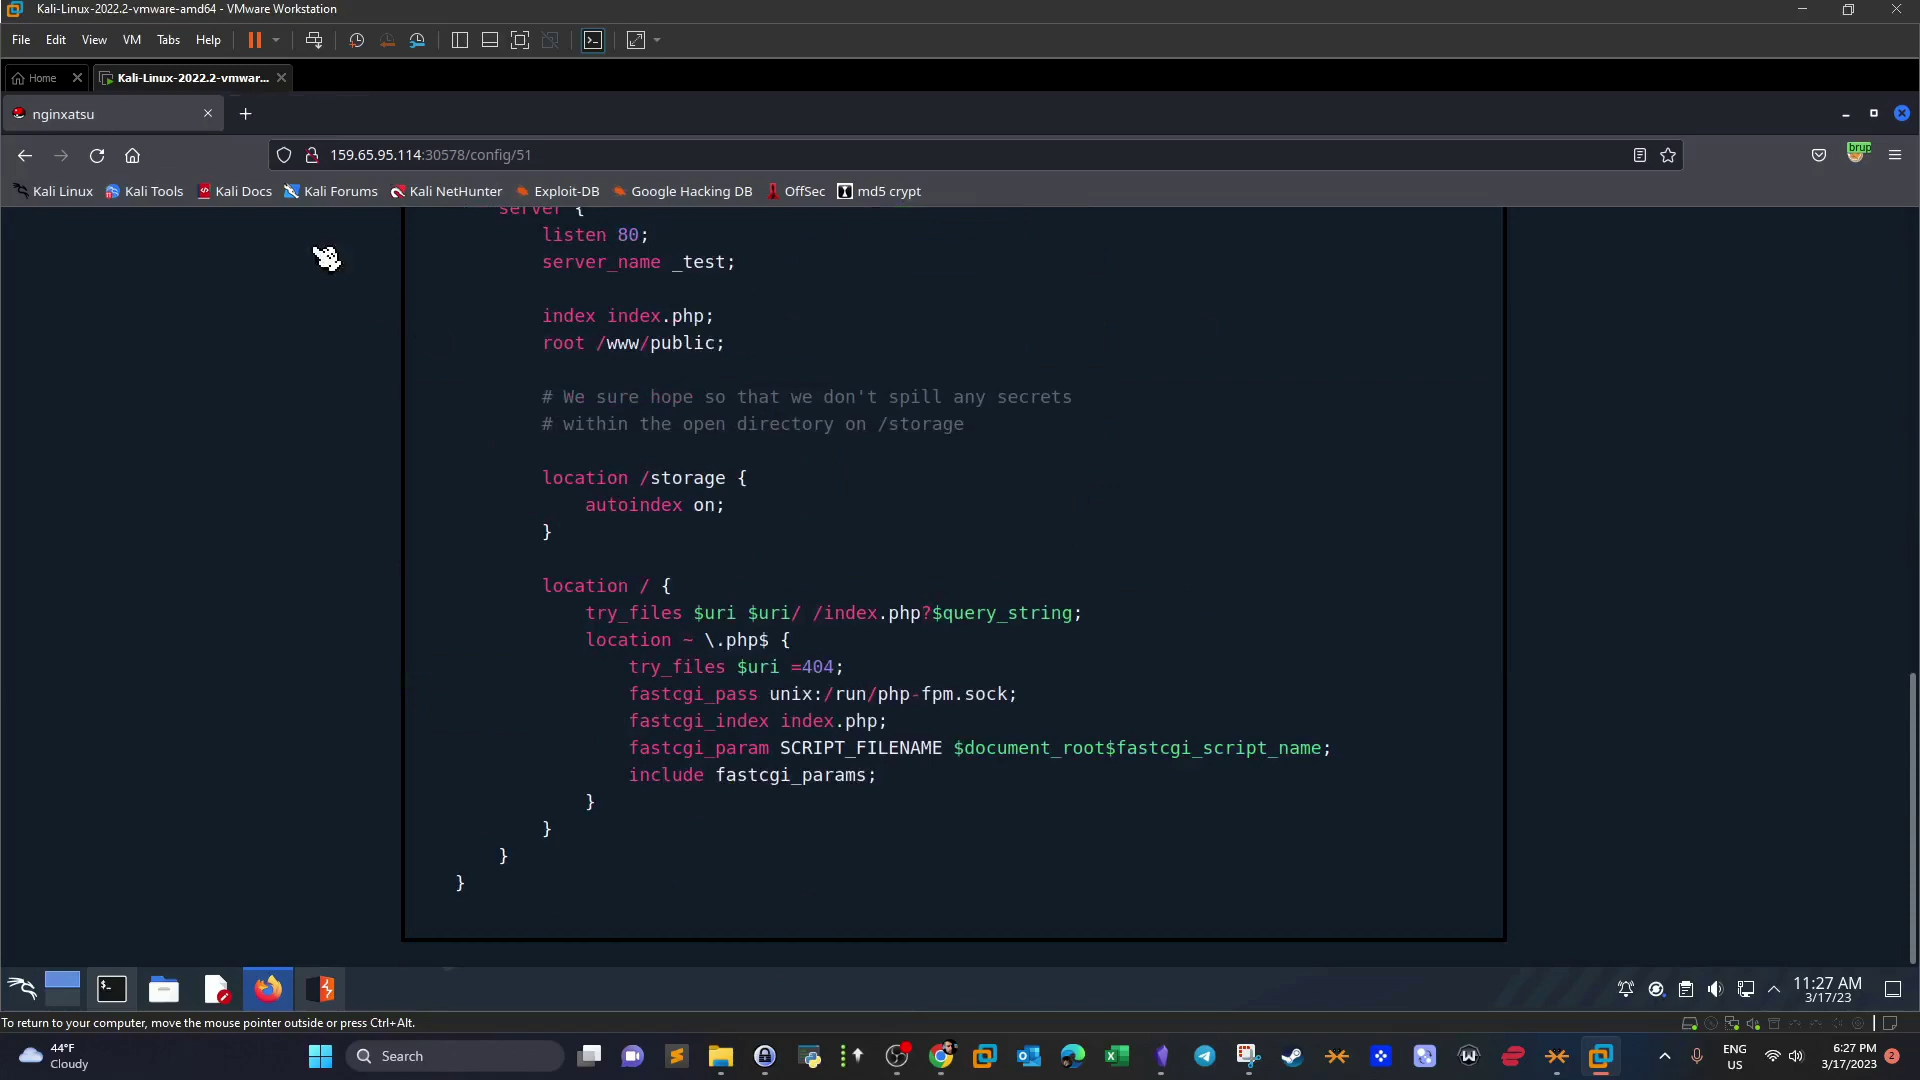 Kali-Linux-2022.2-vmware-amd64 - VMware Workstation
File Edit View VM Tabs Help
Home Kali-Linux-2022.2-vmwar...
nginxatsu
159.65.95.114:30578/config/51
brup
Kali Linux Kali Tools Kali Docs Kali Forums Kali NetHunter Exploit-DB Google Hacking DB OffSec md5 crypt
server {
listen 80;
server_name _test;
index index.php;
root /www/public;
# We sure hope so that we don't spill any secrets
# within the open directory on /storage
location /storage {
autoindex on;
}
location / {
try_files $uri $uri/ /index.php?$query_string;
location ~ \.php$ {
try_files $uri =404;
fastcgi_pass unix:/run/php-fpm.sock;
fastcgi_index index.php;
fastcgi_param SCRIPT_FILENAME $document_root$fastcgi_script_name;
include fastcgi_params;
}
}
}
}
11:27 AM
3/17/23
To return to your computer, move the mouse pointer outside or press Ctrl+Alt.
44°F
Cloudy
Search
ENG
US
6:27 PM
3/17/2023
2